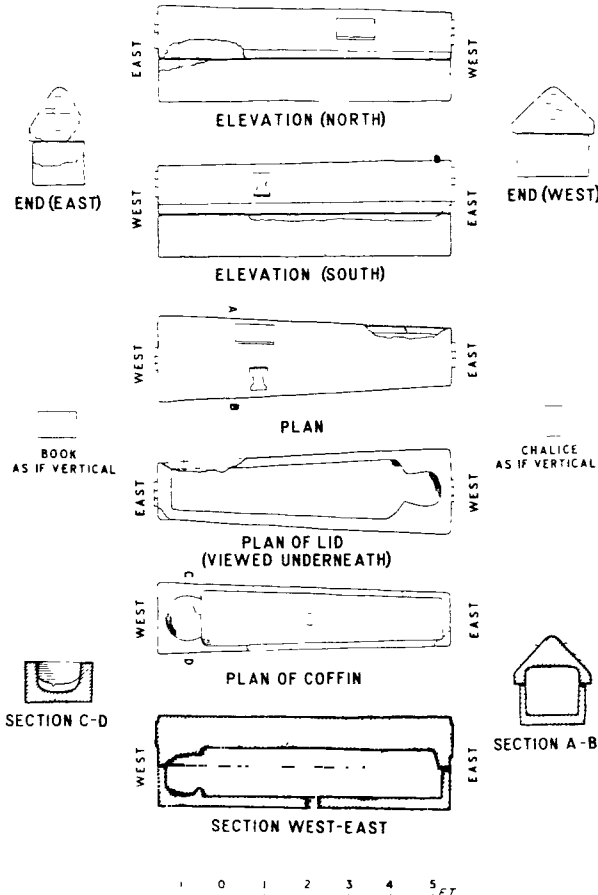 EAST
WEST
ELEVATION (NORTH)
END (EAST)
END (WEST)
WEST
EAST
ELEVATION (SOUTH)
A
WEST
EAST
B
PLAN
BOOK
AS IF VERTICAL
CHALICE
AS IF VERTICAL
EAST
WEST
PLAN OF LID
(VIEWED UNDERNEATH)
C
WEST
EAST
D
PLAN OF COFFIN
SECTION C-D
SECTION A-B
WEST
EAST
SECTION WEST-EAST
1 0 1 2 3 4 5 FT